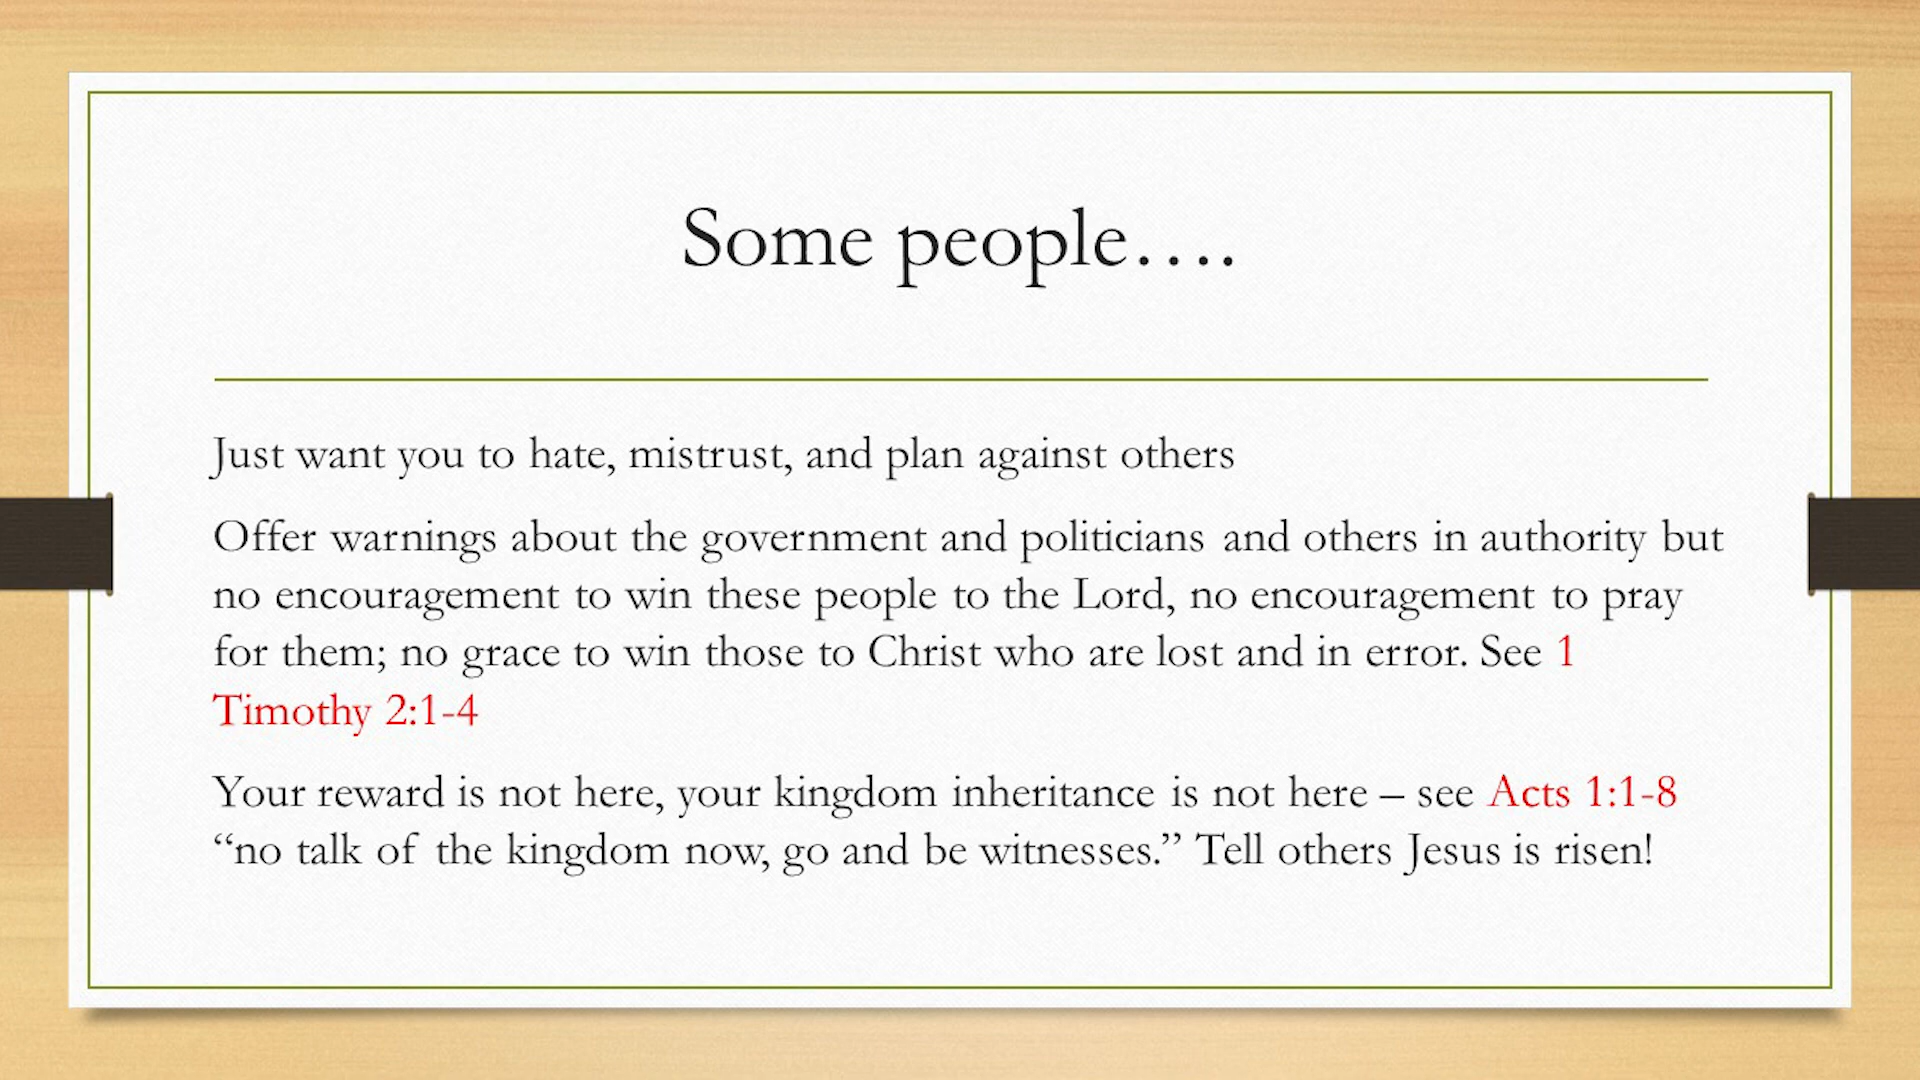 Some people….
Just want you to hate, mistrust, and plan against others
Offer warnings about the government and politicians and others in authority but
no encouragement to win these people to the Lord, no encouragement to pray
for them; no grace to win those to Christ who are lost and in error. See 1
Timothy 2:1-4
Your reward is not here, your kingdom inheritance is not here – see Acts 1:1-8
“no talk of the kingdom now, go and be witnesses.” Tell others Jesus is risen!